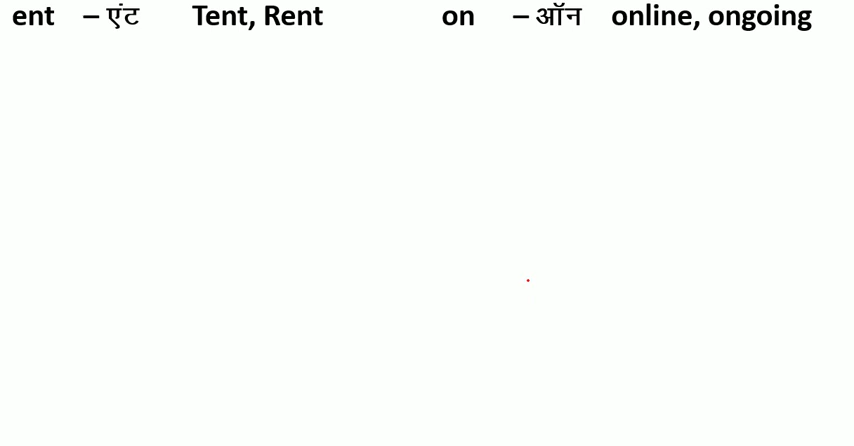 ent – एंट Tent, Rent on – ऑन online, ongoing